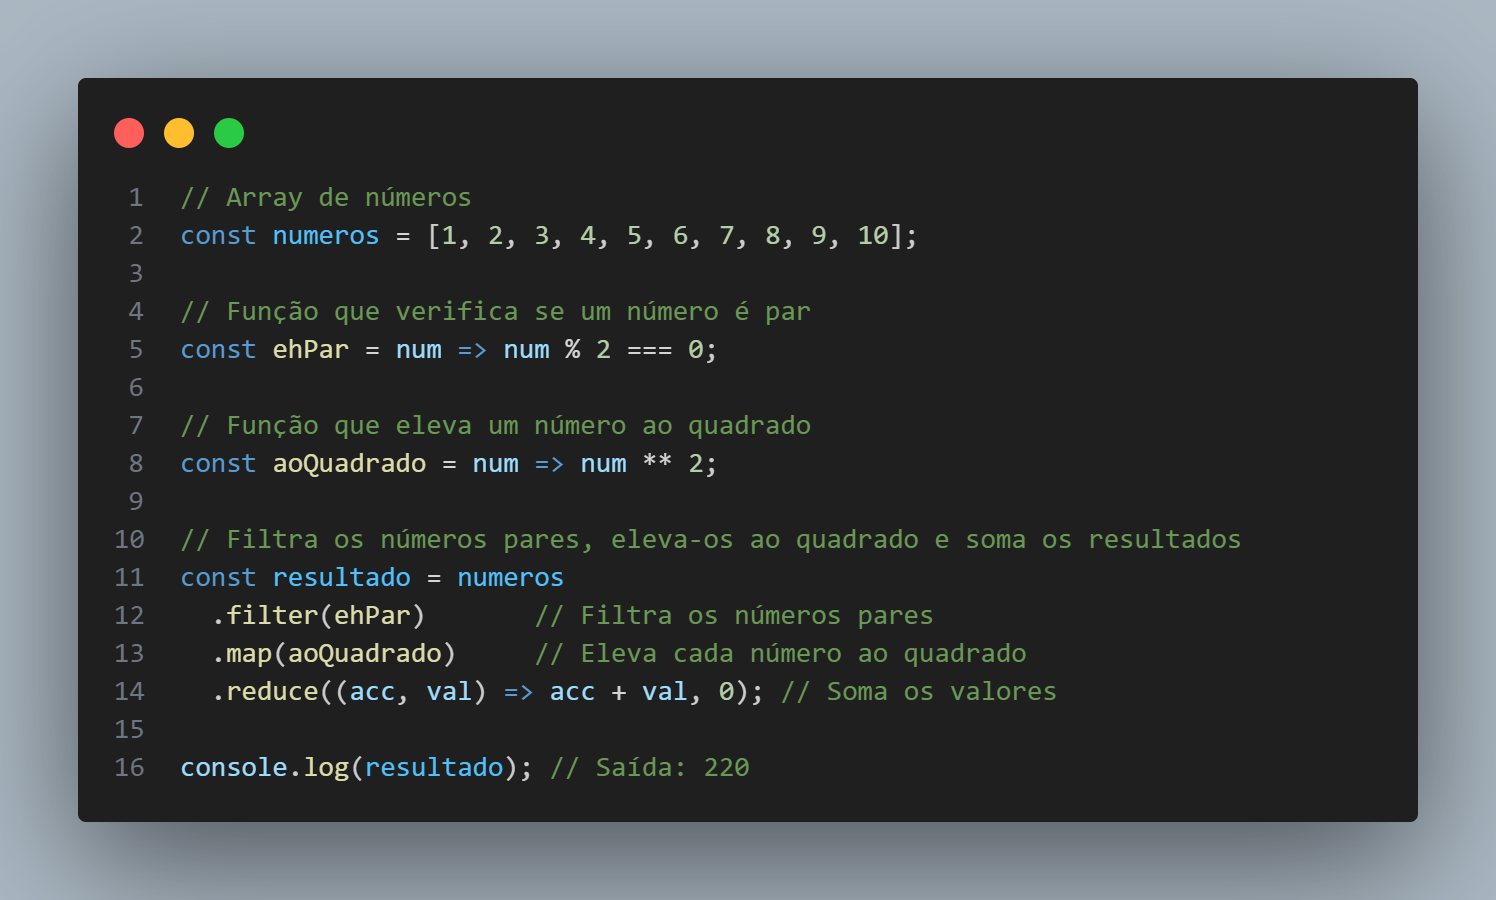 1 // Array de números
2 const numeros = [1, 2, 3, 4, 5, 6, 7, 8, 9, 10];
3
4 // Função que verifica se um número é par
5 const ehPar = num => num % 2 === 0;
6
7 // Função que eleva um número ao quadrado
8 const aoQuadrado = num => num ** 2;
9
10 // Filtra os números pares, eleva-os ao quadrado e soma os resultados
11 const resultado = numeros
12   .filter(ehPar)       // Filtra os números pares
13   .map(aoQuadrado)     // Eleva cada número ao quadrado
14   .reduce((acc, val) => acc + val, 0); // Soma os valores
15
16 console.log(resultado); // Saída: 220